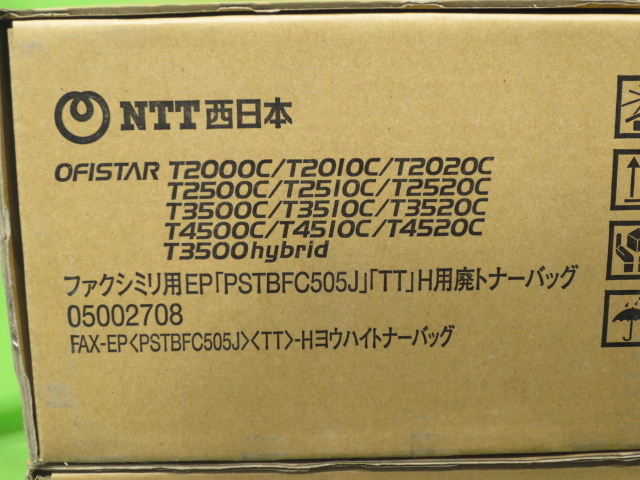 NTT西日本
OFISTAR T2000C/T2010C/T2020C
T2500C/T2510C/T2520C
T3500C/T3510C/T3520C
T4500C/T4510C/T4520C
T3500hybrid
ファクシミリ用EP「PSTBFC505J」「TT」H用廃トナーバッグ
05002708
FAX-EP<PSTBFC505J><TT>-Hヨウハイトナーバッグ